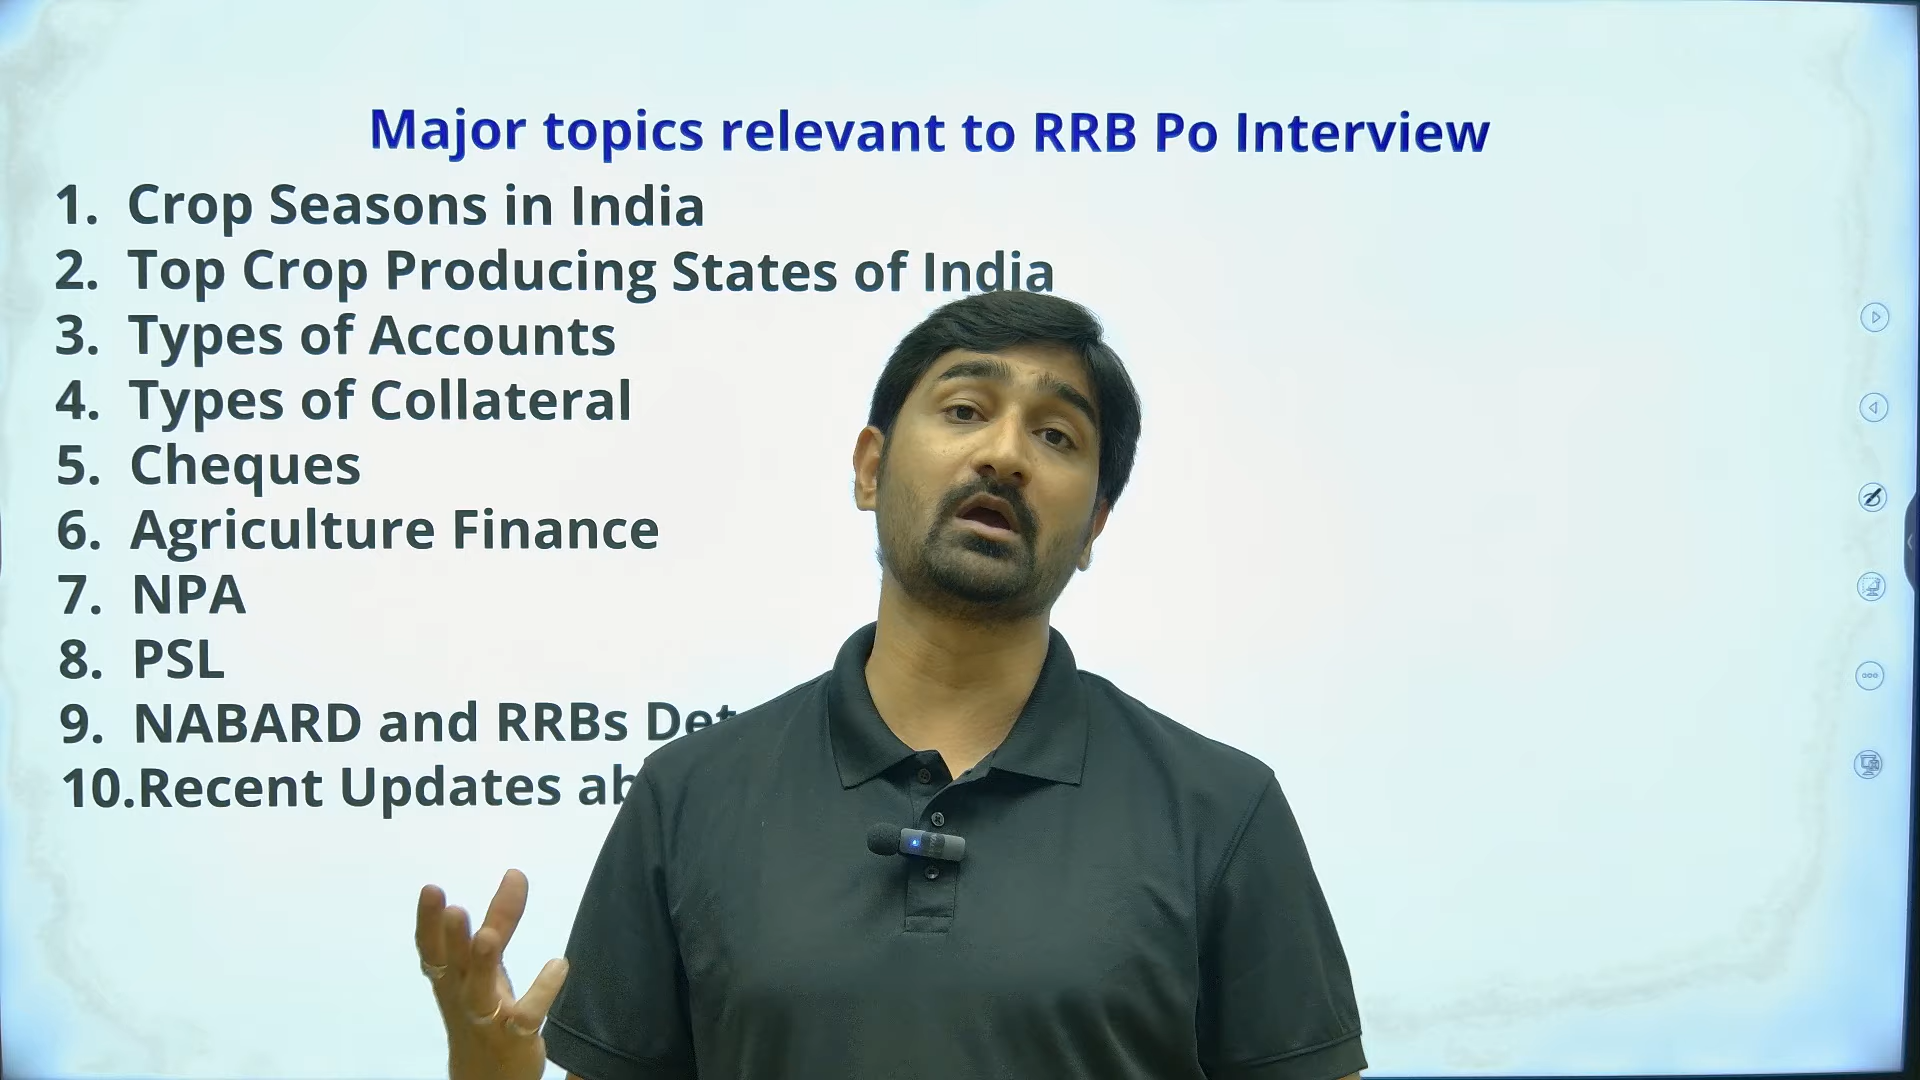 Major topics relevant to RRB Po Interview
1. Crop Seasons in India
2. Top Crop Producing States of India
3. Types of Accounts
4. Types of Collateral
5. Cheques
6. Agriculture Finance
7. NPA
8. PSL
9. NABARD and RRBs
10.Recent Updates